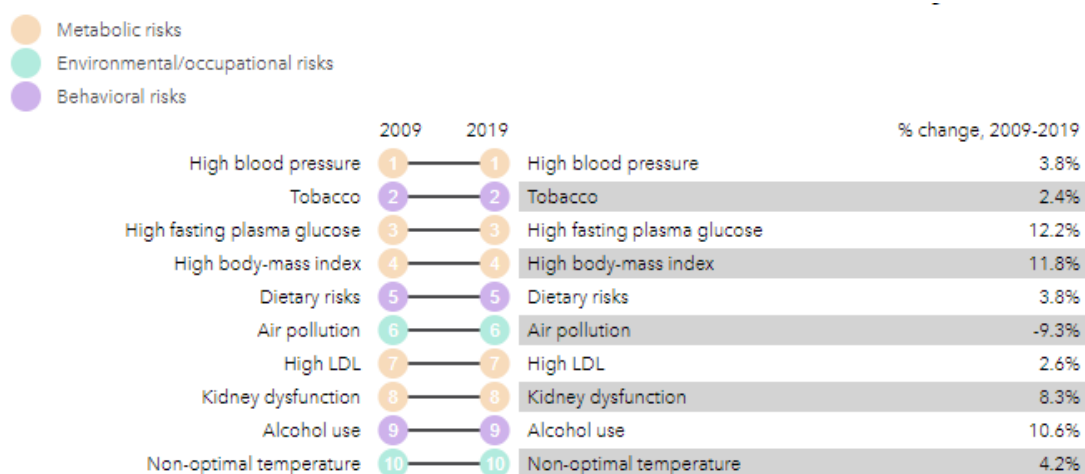 Metabolic risks
Environmental/occupational risks
Behavioral risks
2009 2019 % change, 2009-2019
High blood pressure 1 1 High blood pressure 3.8%
Tobacco 2 2 Tobacco 2.4%
High fasting plasma glucose 3 3 High fasting plasma glucose 12.2%
High body-mass index 4 4 High body-mass index 11.8%
Dietary risks 5 5 Dietary risks 3.8%
Air pollution 6 6 Air pollution -9.3%
High LDL 7 7 High LDL 2.6%
Kidney dysfunction 8 8 Kidney dysfunction 8.3%
Alcohol use 9 9 Alcohol use 10.6%
Non-optimal temperature 10 10 Non-optimal temperature 4.2%